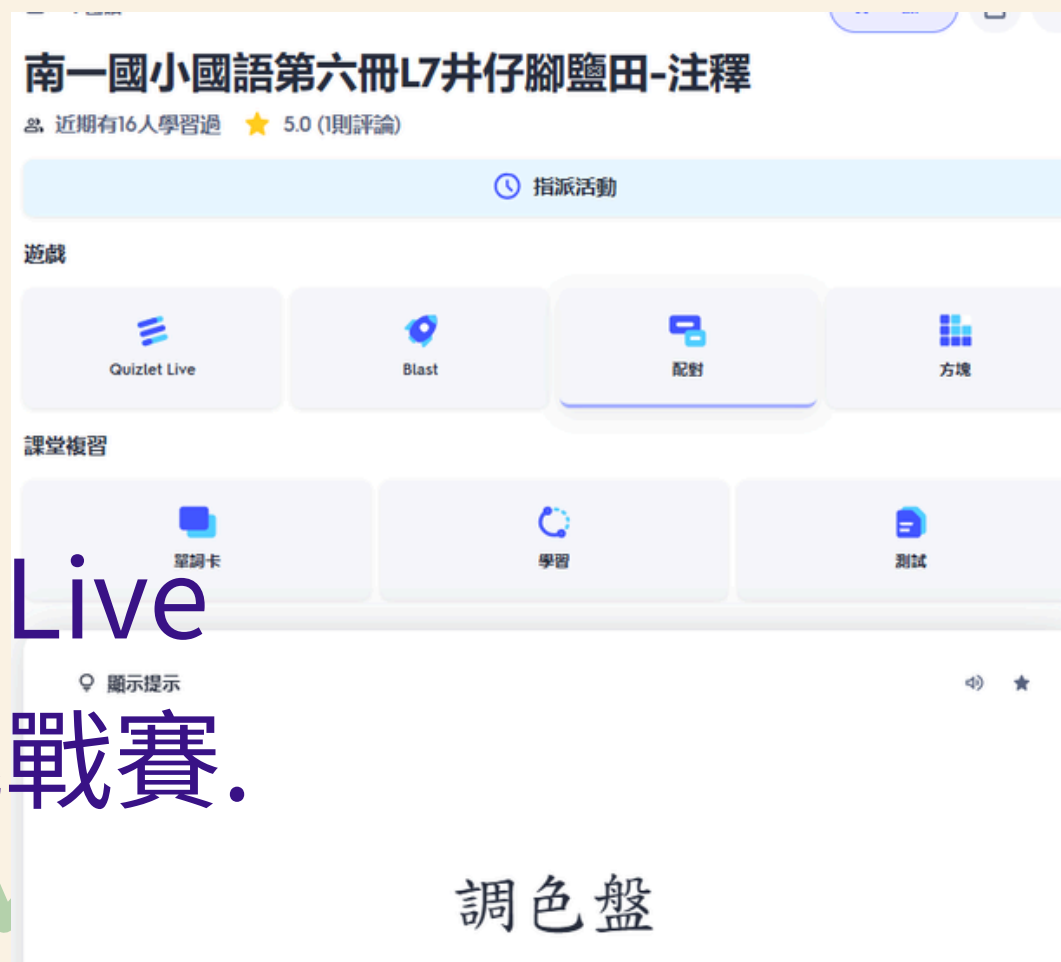 南一國小國語第六冊L7井仔腳鹽田-注釋
近期有16人學習過 5.0 (1則評論)
指派活動
遊戲
Quizlet Live
Blast
配對
方塊
課堂複習
單詞卡
學習
測試
Live
顯示提示
戰賽.
調色盤